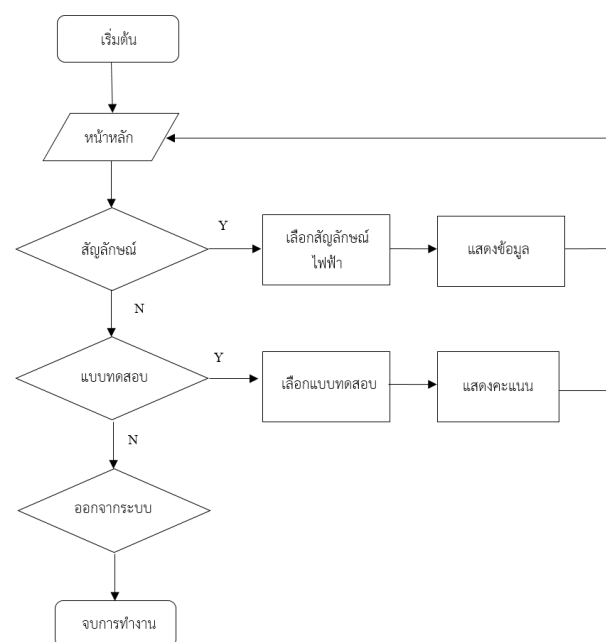 เริ่มต้น
หน้าหลัก
สัญลักษณ์
Y
เลือกสัญลักษณ์
ไฟฟ้า
แสดงข้อมูล
N
แบบทดสอบ
Y
เลือกแบบทดสอบ
แสดงคะแนน
N
ออกจากระบบ
จบการทำงาน